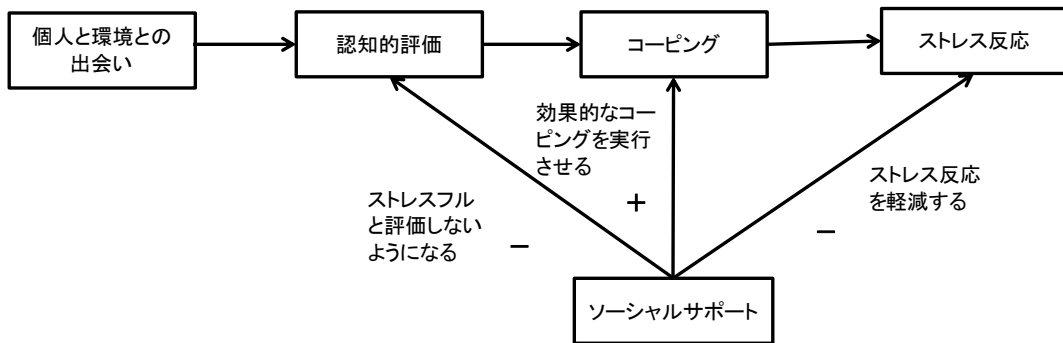 個人と環境との
出会い
認知的評価
コーピング
ストレス反応
効果的なコー
ピングを実行
させる
ストレスフル
と評価しない
ようになる
ストレス反応
を軽減する
－
＋
－
ソーシャルサポート